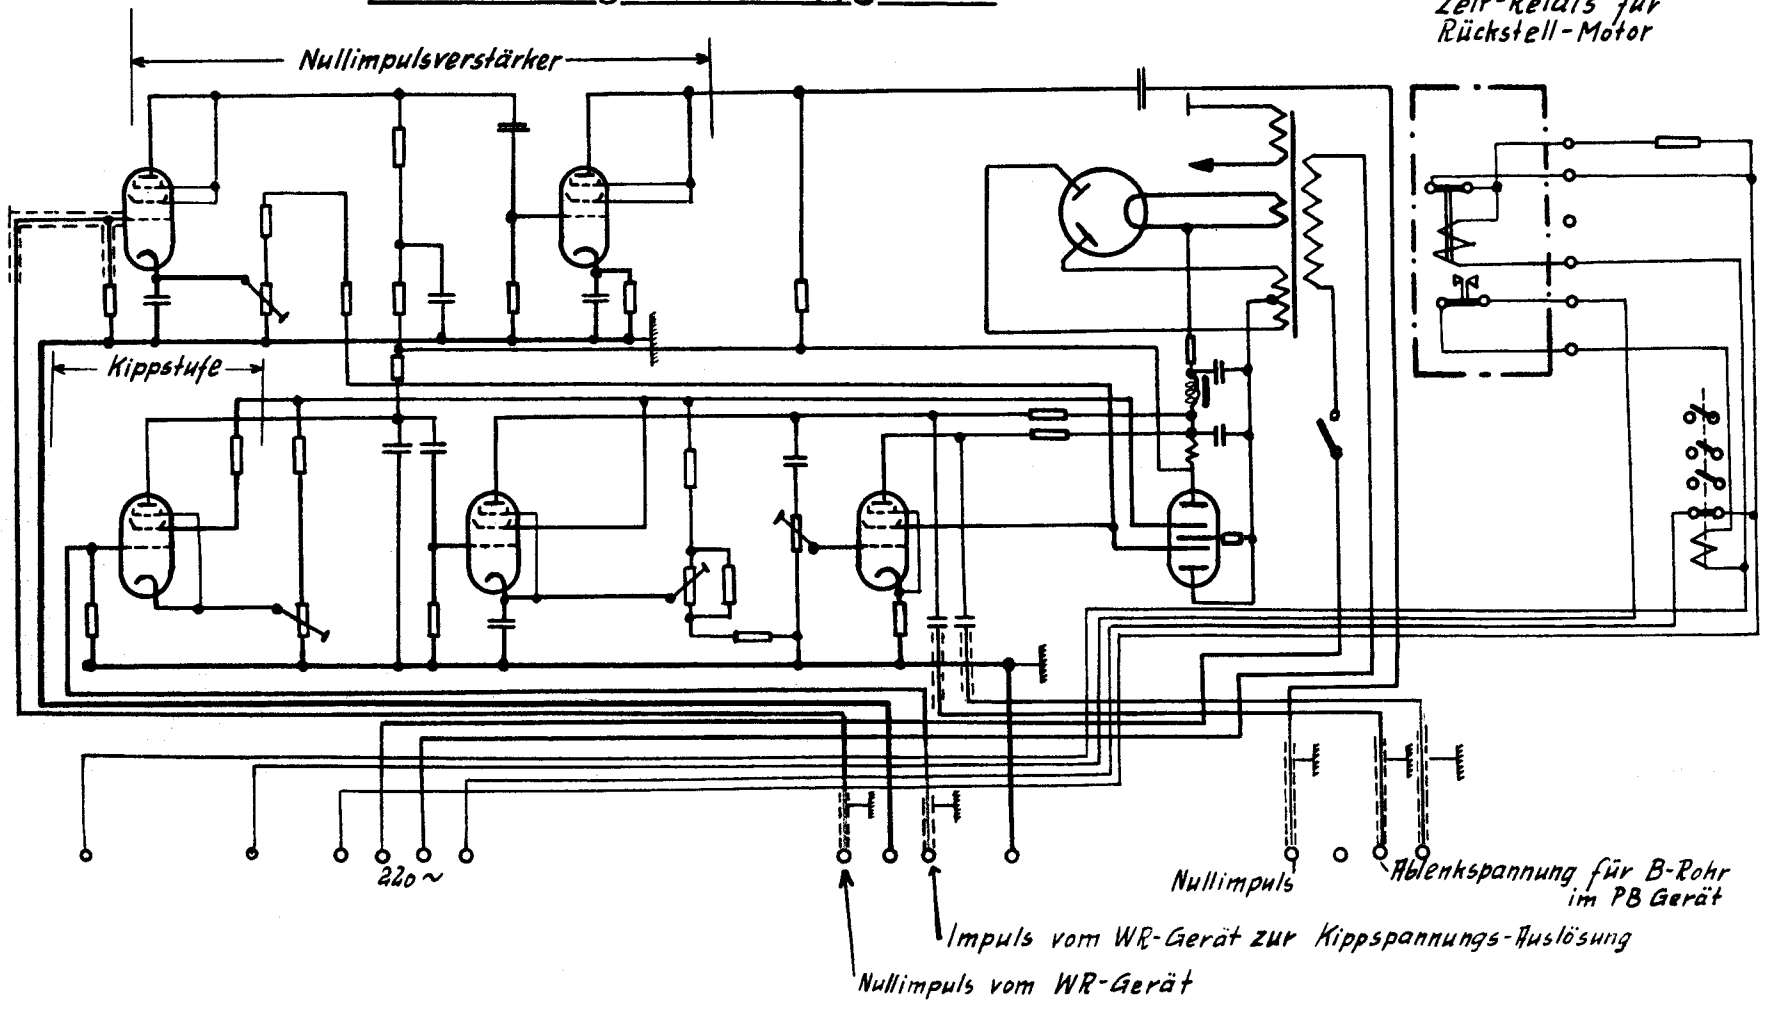 Zeit-Relais für
Rückstell-Motor
Nullimpulsverstärker
Kippstufe
220 ~
Nullimpuls
Ablenkspannung für B-Rohr
im PB Gerät
Impuls vom WR-Gerät zur Kippspannungs-Auslösung
Nullimpuls vom WR-Gerät